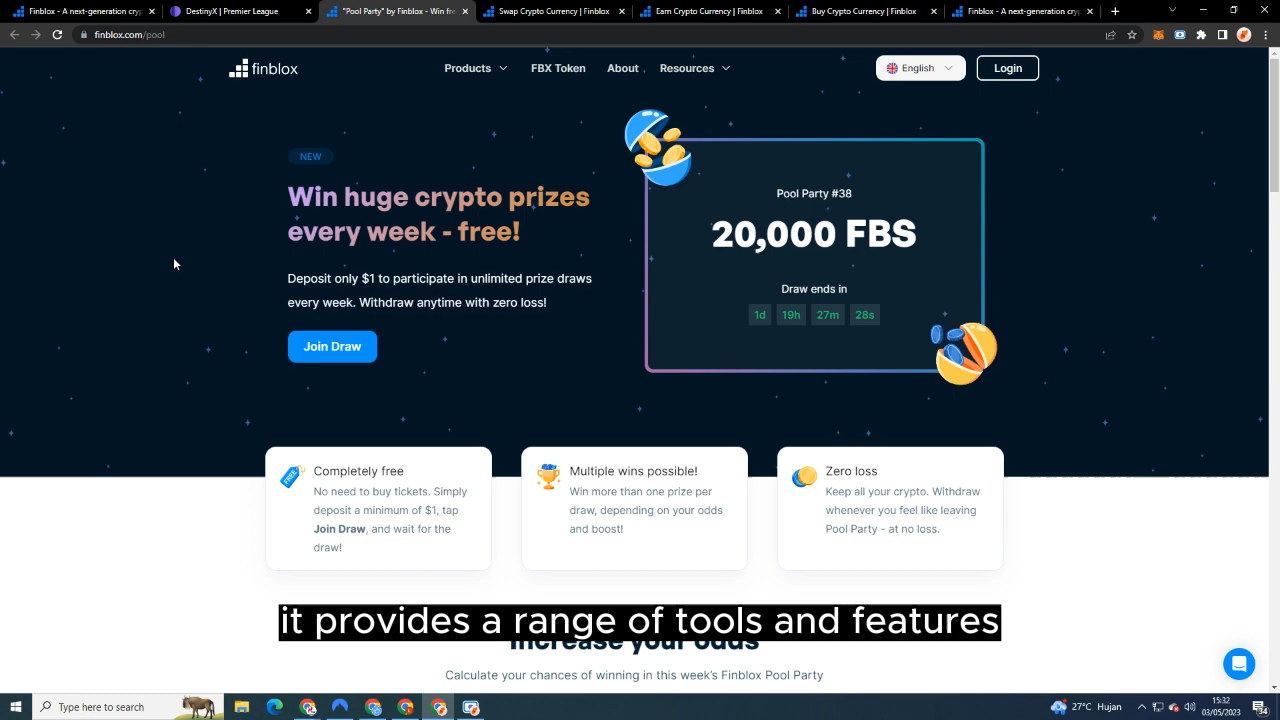 Finblox - A next-generation cryp
DestinyX | Premier League
"Pool Party" by Finblox - Win fre
Swap Crypto Currency | Finblox
Earn Crypto Currency | Finblox
Buy Crypto Currency | Finblox
Finblox - A next-generation cryp
finblox.com/pool
finblox
Products
FBX Token
About
Resources
English
Login
NEW
Win huge crypto prizes
every week - free!
Deposit only $1 to participate in unlimited prize draws
every week. Withdraw anytime with zero loss!
Join Draw
Pool Party #38
20,000 FBS
Draw ends in
1d 19h 27m 28s
Completely free
No need to buy tickets. Simply
deposit a minimum of $1, tap
Join Draw, and wait for the
draw!
Multiple wins possible!
Win more than one prize per
draw, depending on your odds
and boost!
Zero loss
Keep all your crypto. Withdraw
whenever you feel like leaving
Pool Party - at no loss.
it provides a range of tools and features
Increase your odds
Calculate your chances of winning in this week's Finblox Pool Party
Type here to search
27°C Hujan
15:32
03/05/2023